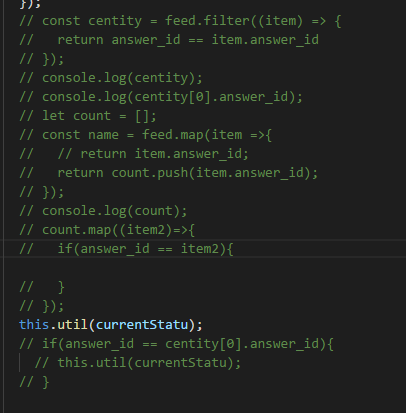 });
// const centity = feed.filter((item) => {
//   return answer_id == item.answer_id
// });
// console.log(centity);
// console.log(centity[0].answer_id);
// let count = [];
// const name = feed.map(item =>{
//   // return item.answer_id;
//   return count.push(item.answer_id);
// });
// console.log(count);
// count.map((item2)=>{
//   if(answer_id == item2){
//   }
// });
this.util(currentStatu);
// if(answer_id == centity[0].answer_id){
  // this.util(currentStatu);
// }